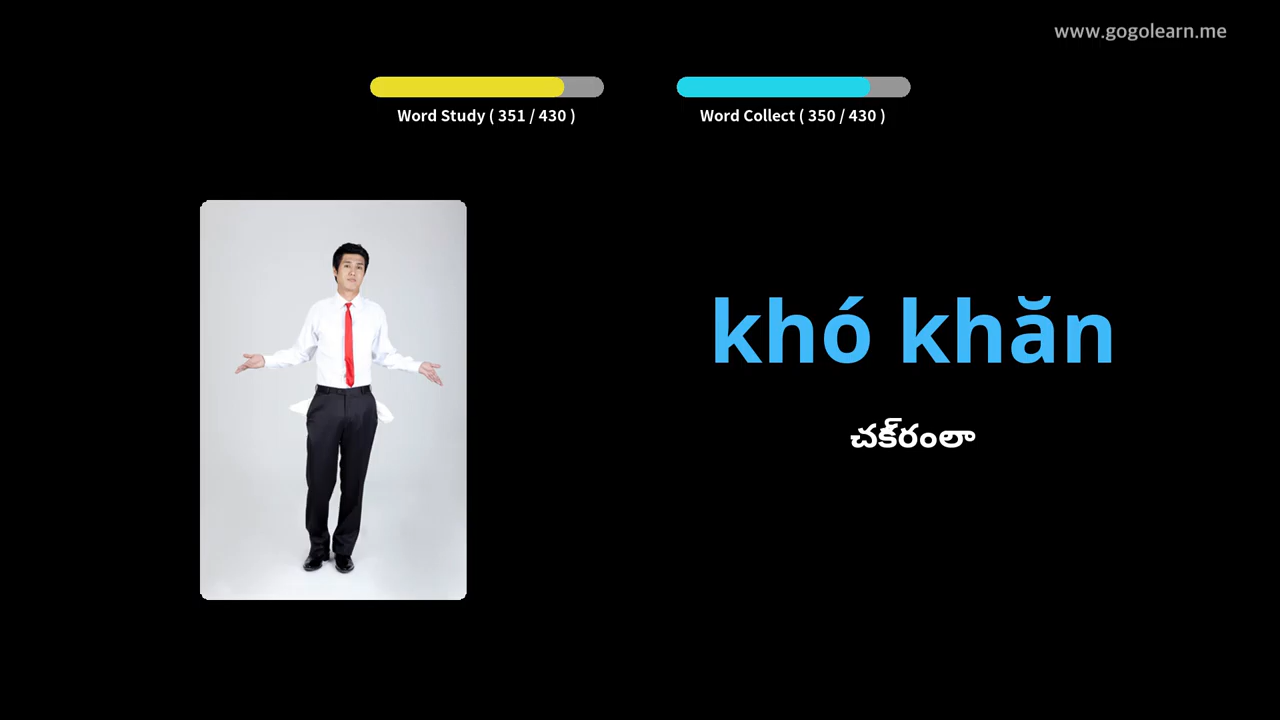 www.gogolearn.me
Word Study ( 351 / 430 )
Word Collect ( 350 / 430 )
khó khăn
చక్‌రంలా